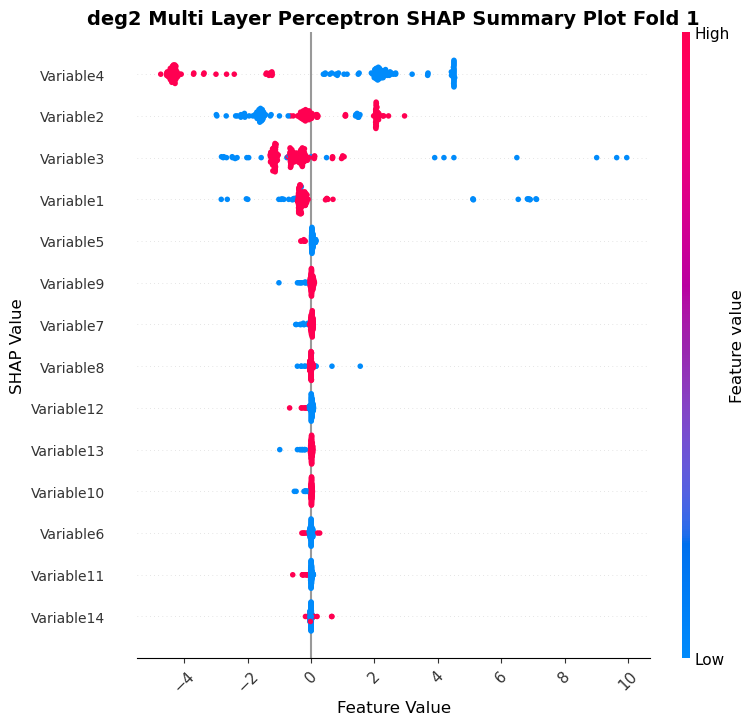 deg2 Multi Layer Perceptron SHAP Summary Plot Fold 1
High
Variable4
Variable2
Variable3
Variable1
Variable5
Variable9
Variable7
Variable8
Variable12
Variable13
Variable10
Variable6
Variable11
Variable14
SHAP Value
Feature value
Low
−4 −2 0 2 4 6 8 10
Feature Value